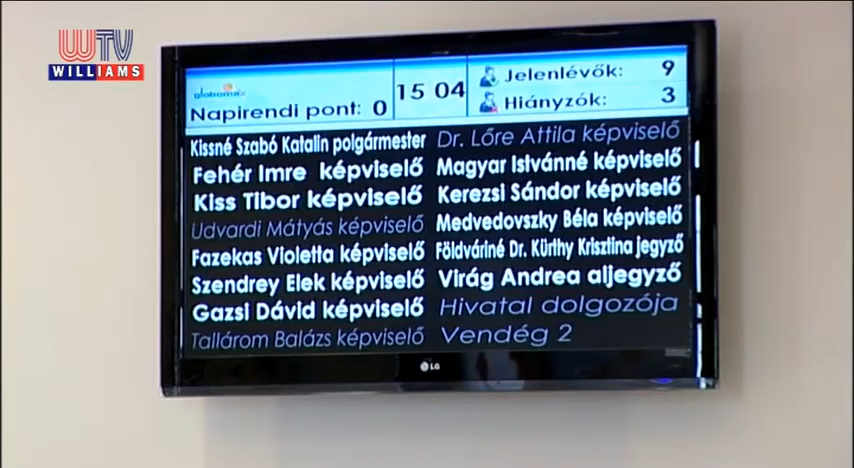 WTV
WILLIAMS
globomax
Napirendi pont: 0
15 04
Jelenlévők: 9
Hiányzók: 3
Kissné Szabó Katalin polgármester
Fehér Imre képviselő
Kiss Tibor képviselő
Udvardi Mátyás képviselő
Fazekas Violetta képviselő
Szendrey Elek képviselő
Gazsi Dávid képviselő
Tallárom Balázs képviselő
Dr. Lőre Attila képviselő
Magyar Istvánné képviselő
Kerezsi Sándor képviselő
Medvedovszky Béla képviselő
Földváriné Dr. Kürthy Krisztina jegyző
Virág Andrea aljegyző
Hivatal dolgozója
Vendég 2
LG